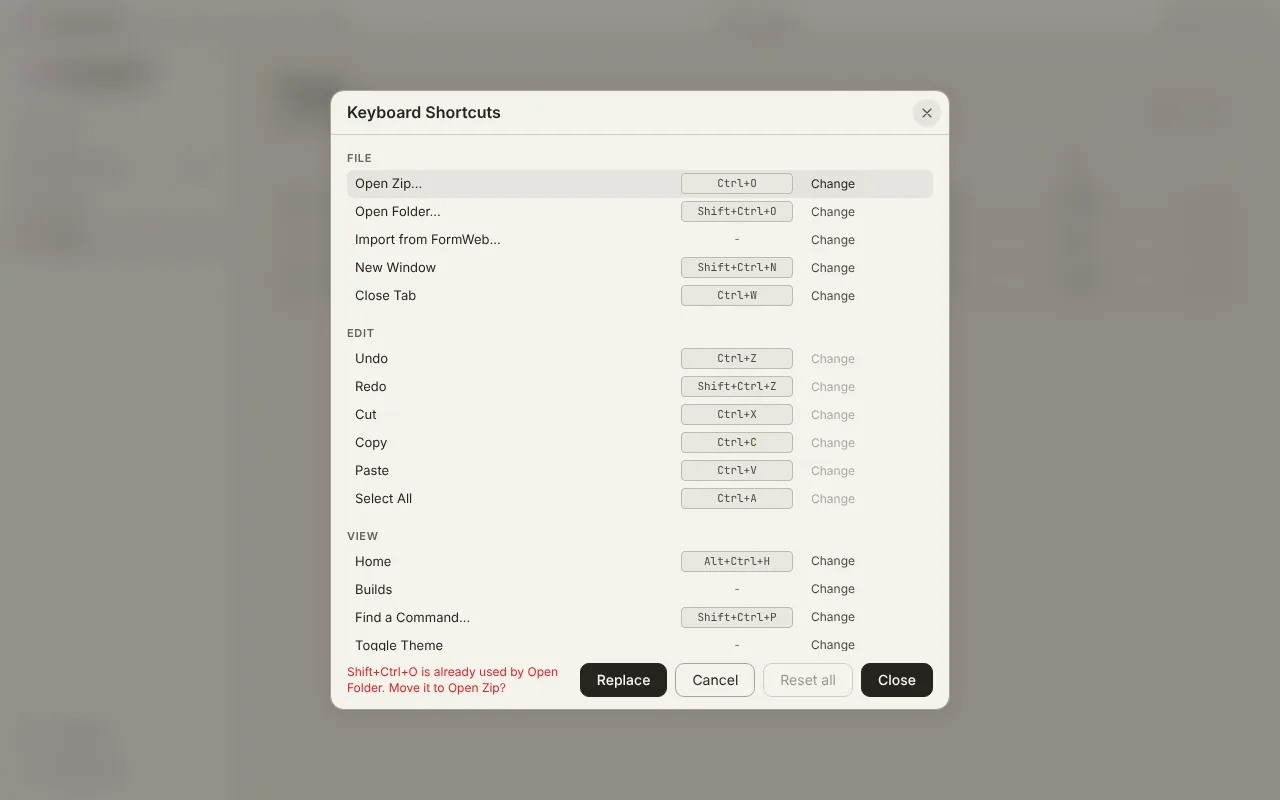 Keyboard Shortcuts
FILE
Open Zip... Ctrl+O Change
Open Folder... Shift+Ctrl+O Change
Import from FormWeb... - Change
New Window Shift+Ctrl+N Change
Close Tab Ctrl+W Change
EDIT
Undo Ctrl+Z Change
Redo Shift+Ctrl+Z Change
Cut Ctrl+X Change
Copy Ctrl+C Change
Paste Ctrl+V Change
Select All Ctrl+A Change
VIEW
Home Alt+Ctrl+H Change
Builds - Change
Find a Command... Shift+Ctrl+P Change
Toggle Theme - Change
Shift+Ctrl+O is already used by Open
Folder. Move it to Open Zip?
Replace Cancel Reset all Close